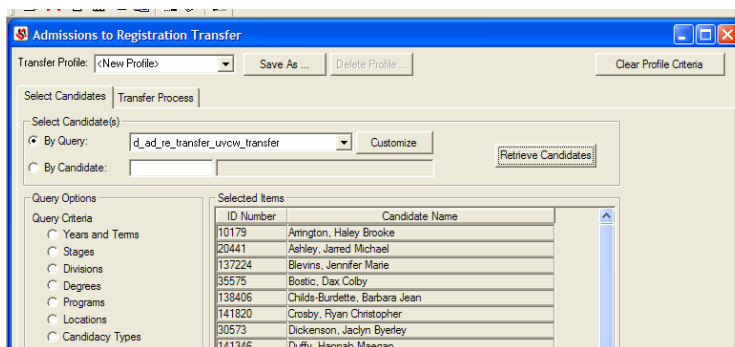 Admissions to Registration Transfer
Transfer Profile: <New Profile> Save As ... Delete Profile ... Clear Profile Criteria
Select Candidates Transfer Process
Select Candidate(s)
By Query: d_ad_re_transfer_uvcw_transfer Customize
Retrieve Candidates
By Candidate:
Query Options
Query Criteria
Years and Terms
Stages
Divisions
Degrees
Programs
Locations
Candidacy Types
Selected Items
ID Number Candidate Name
10179 Arrington, Haley Brooke
20441 Ashley, Jarred Michael
137224 Blevins, Jennifer Marie
35575 Bostic, Dax Colby
138406 Childs-Burdette, Barbara Jean
141820 Crosby, Ryan Christopher
30573 Dickenson, Jaclyn Byerley
141346 Duffy, Hannah Maegan